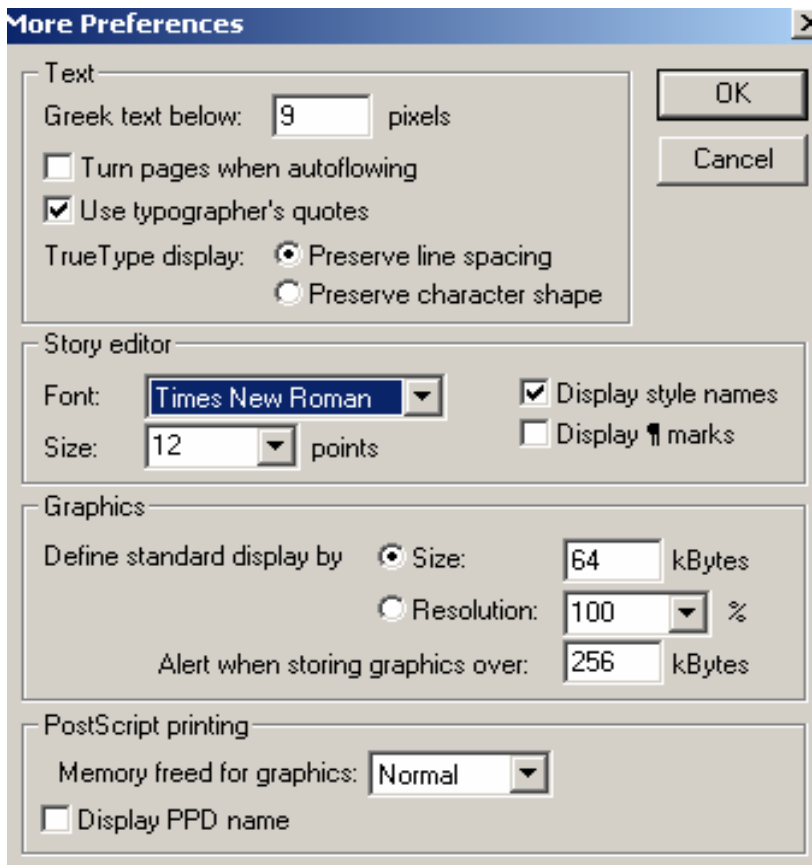 More Preferences
Text
Greek text below: 9 pixels
OK
Turn pages when autoflowing
Cancel
Use typographer's quotes
TrueType display: Preserve line spacing
Preserve character shape
Story editor
Font: Times New Roman
Display style names
Size: 12 points
Display ¶ marks
Graphics
Define standard display by Size: 64 kBytes
Resolution: 100 %
Alert when storing graphics over: 256 kBytes
PostScript printing
Memory freed for graphics: Normal
Display PPD name